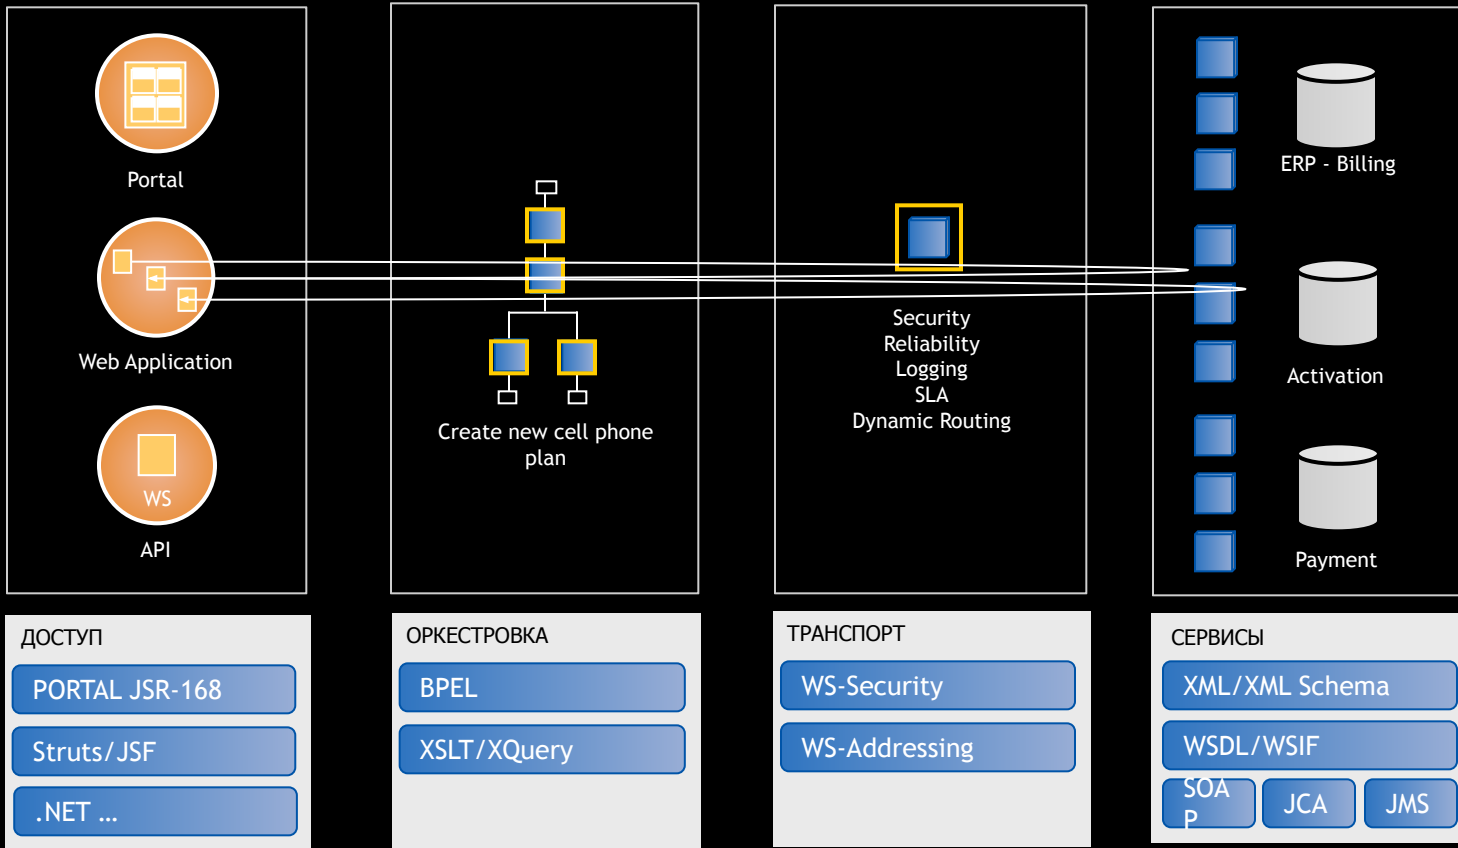 Portal
Web Application
WS
API
Create new cell phone
plan
Security
Reliability
Logging
SLA
Dynamic Routing
ERP - Billing
Activation
Payment
ДОСТУП
PORTAL JSR-168
Struts/JSF
.NET ...
ОРКЕСТРОВКА
BPEL
XSLT/XQuery
ТРАНСПОРТ
WS-Security
WS-Addressing
СЕРВИСЫ
XML/XML Schema
WSDL/WSIF
SOA
P
JCA
JMS